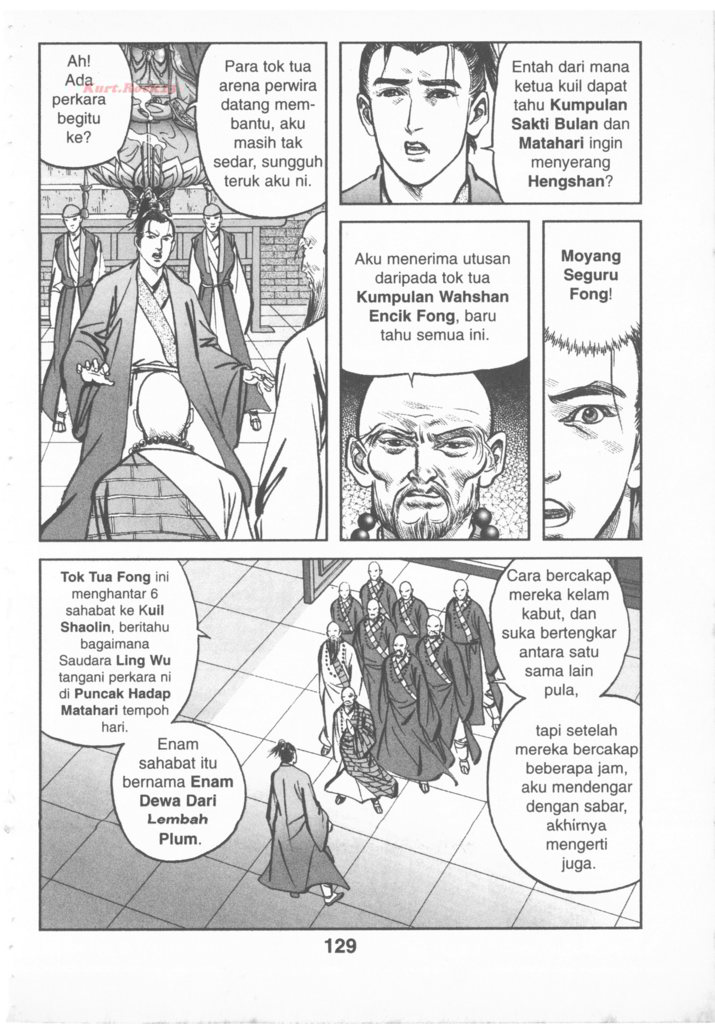 Ah!
Ada
perkara
begitu
ke?
Kurt.Rock19
Para tok tua
arena perwira
datang mem-
bantu, aku
masih tak
sedar, sungguh
teruk aku ni.
Entah dari mana
ketua kuil dapat
tahu Kumpulan
Sakti Bulan dan
Matahari ingin
menyerang
Hengshan?
Aku menerima utusan
daripada tok tua
Kumpulan Wahshan
Encik Fong, baru
tahu semua ini.
Moyang
Seguru
Fong!
Tok Tua Fong ini
menghantar 6
sahabat ke Kuil
Shaolin, beritahu
bagaimana
Saudara Ling Wu
tangani perkara ni
di Puncak Hadap
Matahari tempoh
hari.
Enam
sahabat itu
bernama Enam
Dewa Dari
Lembah
Plum.
Cara bercakap
mereka kelam
kabut, dan
suka bertengkar
antara satu
sama lain
pula,
tapi setelah
mereka bercakap
beberapa jam,
aku mendengar
dengan sabar,
akhirnya
mengerti
juga.
129